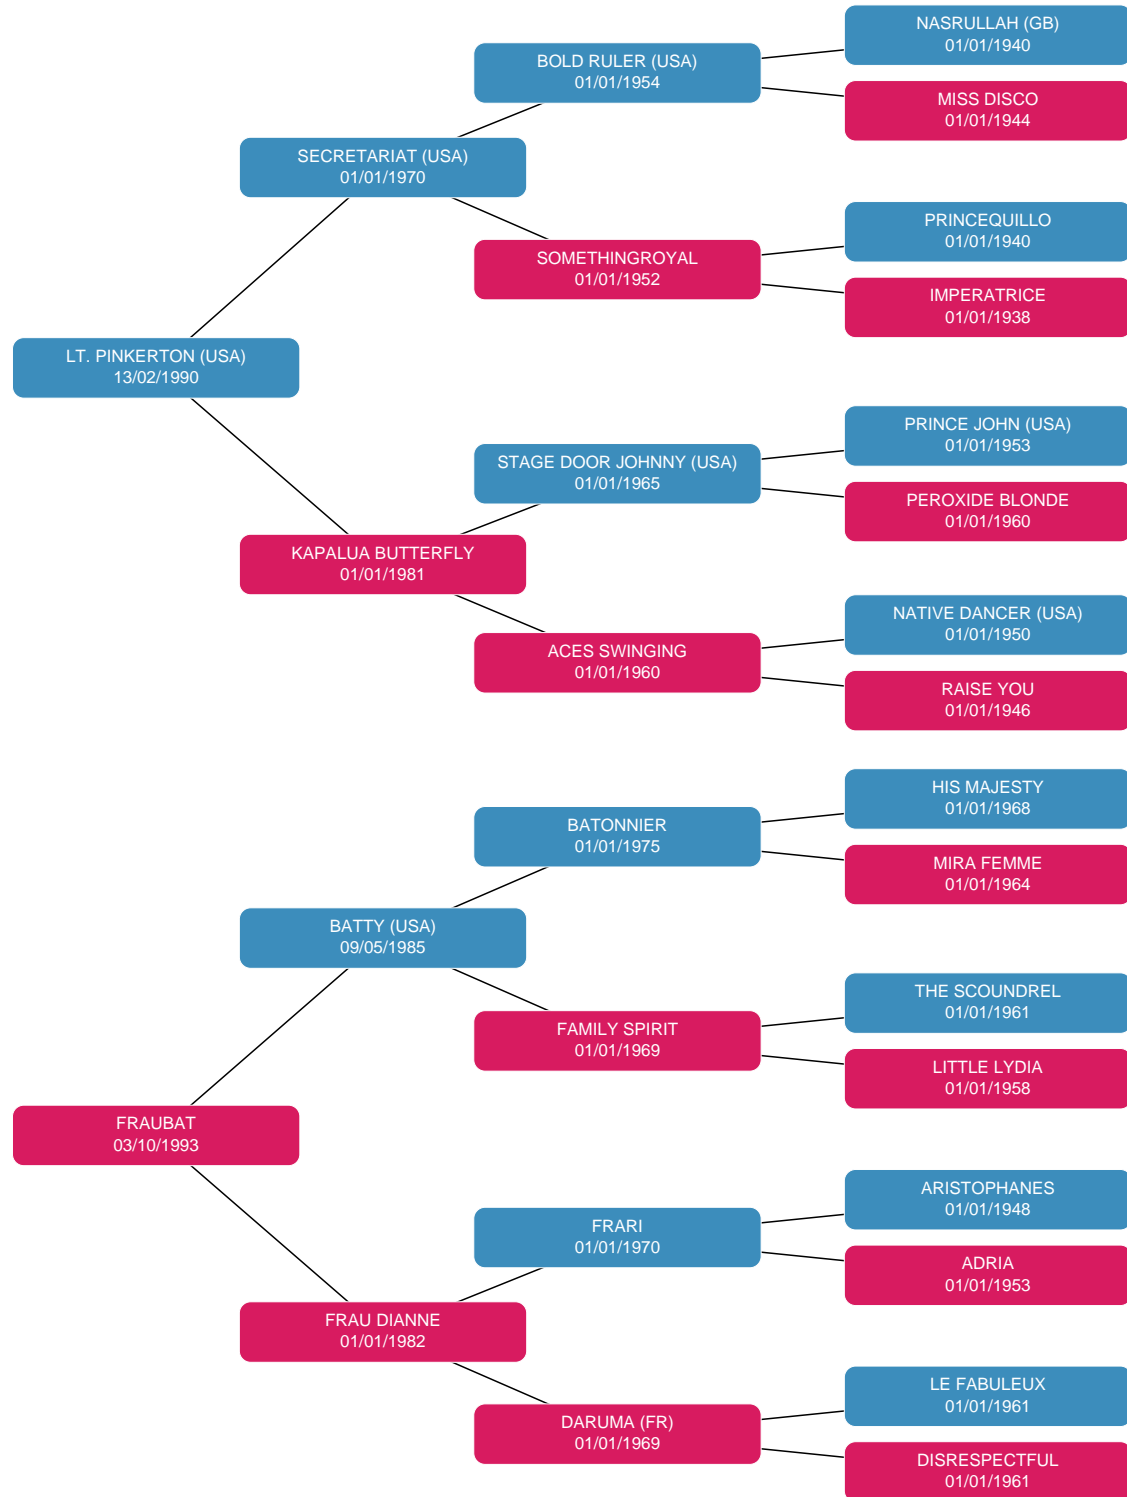 NASRULLAH (GB)
01/01/1940
BOLD RULER (USA)
01/01/1954
MISS DISCO
01/01/1944
SECRETARIAT (USA)
01/01/1970
PRINCEQUILLO
01/01/1940
SOMETHINGROYAL
01/01/1952
IMPERATRICE
01/01/1938
LT. PINKERTON (USA)
13/02/1990
PRINCE JOHN (USA)
01/01/1953
STAGE DOOR JOHNNY (USA)
01/01/1965
PEROXIDE BLONDE
01/01/1960
KAPALUA BUTTERFLY
01/01/1981
NATIVE DANCER (USA)
01/01/1950
ACES SWINGING
01/01/1960
RAISE YOU
01/01/1946
HIS MAJESTY
01/01/1968
BATONNIER
01/01/1975
MIRA FEMME
01/01/1964
BATTY (USA)
09/05/1985
THE SCOUNDREL
01/01/1961
FAMILY SPIRIT
01/01/1969
LITTLE LYDIA
01/01/1958
FRAUBAT
03/10/1993
ARISTOPHANES
01/01/1948
FRARI
01/01/1970
ADRIA
01/01/1953
FRAU DIANNE
01/01/1982
LE FABULEUX
01/01/1961
DARUMA (FR)
01/01/1969
DISRESPECTFUL
01/01/1961